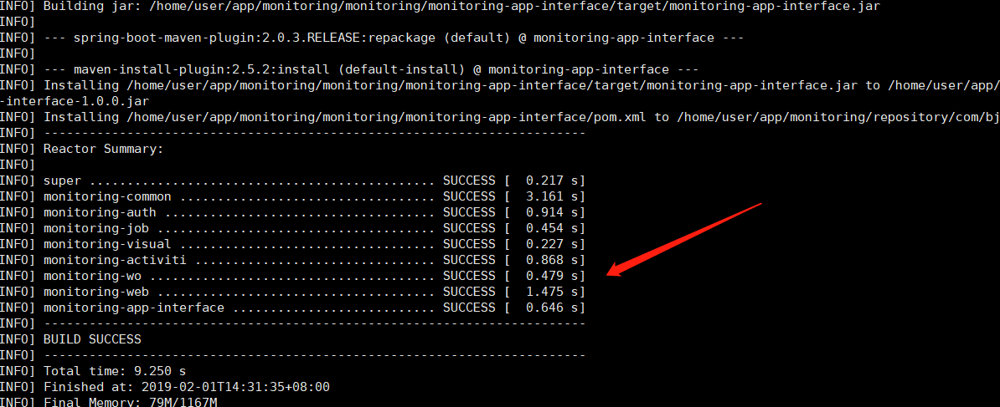 INFO] Building jar: /home/user/app/monitoring/monitoring/monitoring-app-interface/target/monitoring-app-interface.jar
INFO]
INFO] --- spring-boot-maven-plugin:2.0.3.RELEASE:repackage (default) @ monitoring-app-interface ---
INFO]
INFO] --- maven-install-plugin:2.5.2:install (default-install) @ monitoring-app-interface ---
INFO] Installing /home/user/app/monitoring/monitoring/monitoring-app-interface/target/monitoring-app-interface.jar to /home/user/app/
-interface-1.0.0.jar
INFO] Installing /home/user/app/monitoring/monitoring/monitoring-app-interface/pom.xml to /home/user/app/monitoring/repository/com/bj
INFO] ------------------------------------------------------------------------
INFO] Reactor Summary:
INFO]
INFO] super .............................................. SUCCESS [  0.217 s]
INFO] monitoring-common .................................. SUCCESS [  3.161 s]
INFO] monitoring-auth .................................... SUCCESS [  0.914 s]
INFO] monitoring-job ..................................... SUCCESS [  0.454 s]
INFO] monitoring-visual .................................. SUCCESS [  0.227 s]
INFO] monitoring-activiti ................................ SUCCESS [  0.868 s]
INFO] monitoring-wo ...................................... SUCCESS [  0.479 s]
INFO] monitoring-web ..................................... SUCCESS [  1.475 s]
INFO] monitoring-app-interface ........................... SUCCESS [  0.646 s]
INFO] ------------------------------------------------------------------------
INFO] BUILD SUCCESS
INFO] ------------------------------------------------------------------------
INFO] Total time: 9.250 s
INFO] Finished at: 2019-02-01T14:31:35+08:00
INFO] Final Memory: 79M/1167M